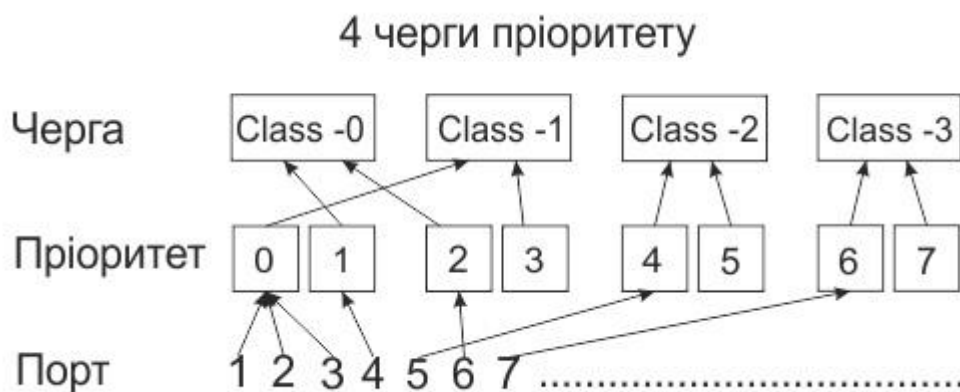 4 черги пріоритету
Черга Class -0 Class -1 Class -2 Class -3
Пріоритет 0 1 2 3 4 5 6 7
Порт 1 2 3 4 5 6 7 ................................